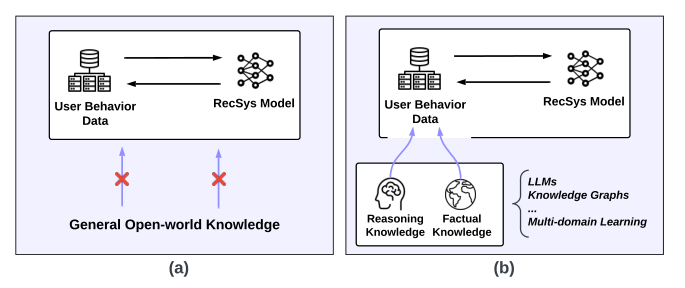 User Behavior
Data
RecSys Model
General Open-world Knowledge
(a)
User Behavior
Data
RecSys Model
Reasoning
Knowledge
Factual
Knowledge
LLMs
Knowledge Graphs
...
Multi-domain Learning
(b)